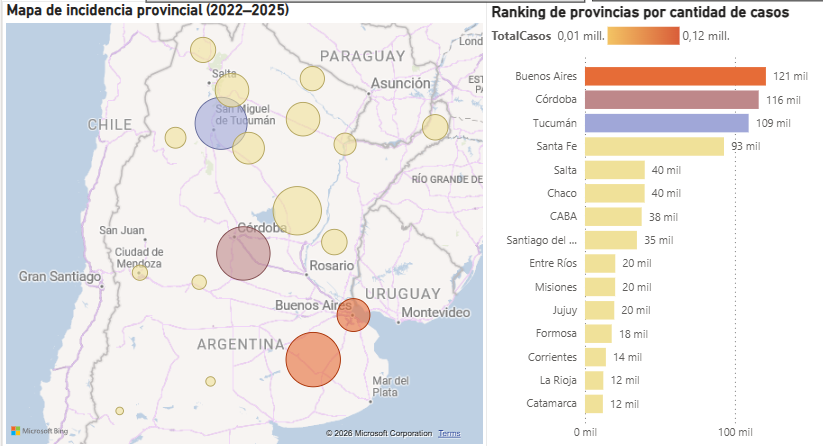 Mapa de incidencia provincial (2022–2025)
PARAGUAY
Lond
Salta
Asunción
EST
PA
CHILE
San Miguel
de Tucumán
RÍO GRANDE DE
San Juan
Córdoba
Ciudad de
Mendoza
Rosario
Gran Santiago
URUGUAY
Buenos Aires
Montevideo
ARGENTINA
Mar del
Plata
Microsoft Bing
© 2026 Microsoft Corporation Terms
Ranking de provincias por cantidad de casos
TotalCasos 0,01 mill. 0,12 mill.
Buenos Aires 121 mil
Córdoba 116 mil
Tucumán 109 mil
Santa Fe 93 mil
Salta 40 mil
Chaco 40 mil
CABA 38 mil
Santiago del ... 35 mil
Entre Ríos 20 mil
Misiones 20 mil
Jujuy 20 mil
Formosa 18 mil
Corrientes 14 mil
La Rioja 12 mil
Catamarca 12 mil
0 mil 100 mil